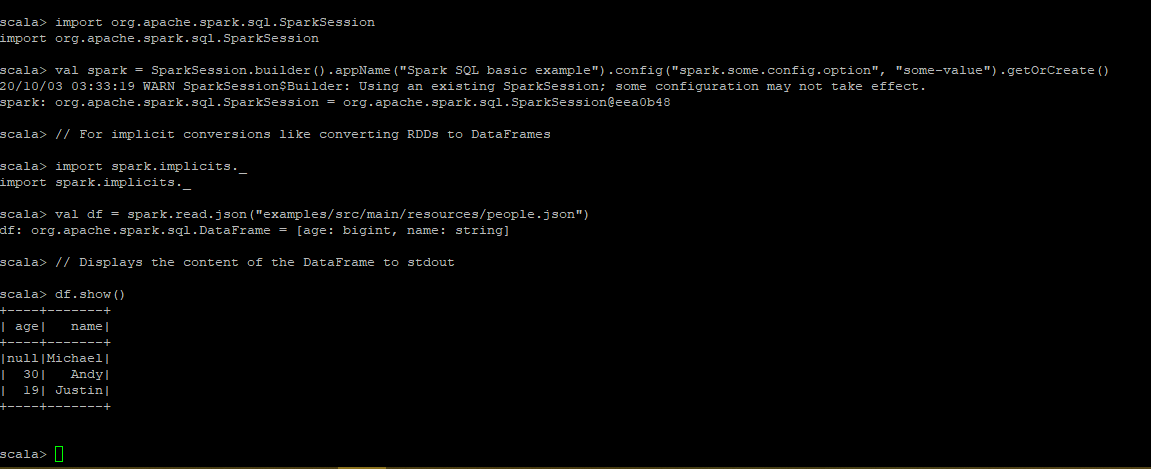 scala> import org.apache.spark.sql.SparkSession
import org.apache.spark.sql.SparkSession
scala> val spark = SparkSession.builder().appName("Spark SQL basic example").config("spark.some.config.option", "some-value").getOrCreate()
20/10/03 03:33:19 WARN SparkSession$Builder: Using an existing SparkSession; some configuration may not take effect.
spark: org.apache.spark.sql.SparkSession = org.apache.spark.sql.SparkSession@eea0b48
scala> // For implicit conversions like converting RDDs to DataFrames
scala> import spark.implicits._
import spark.implicits._
scala> val df = spark.read.json("examples/src/main/resources/people.json")
df: org.apache.spark.sql.DataFrame = [age: bigint, name: string]
scala> // Displays the content of the DataFrame to stdout
scala> df.show()
+----+-------+
| age|   name|
+----+-------+
|null|Michael|
|  30|   Andy|
|  19| Justin|
+----+-------+
scala>